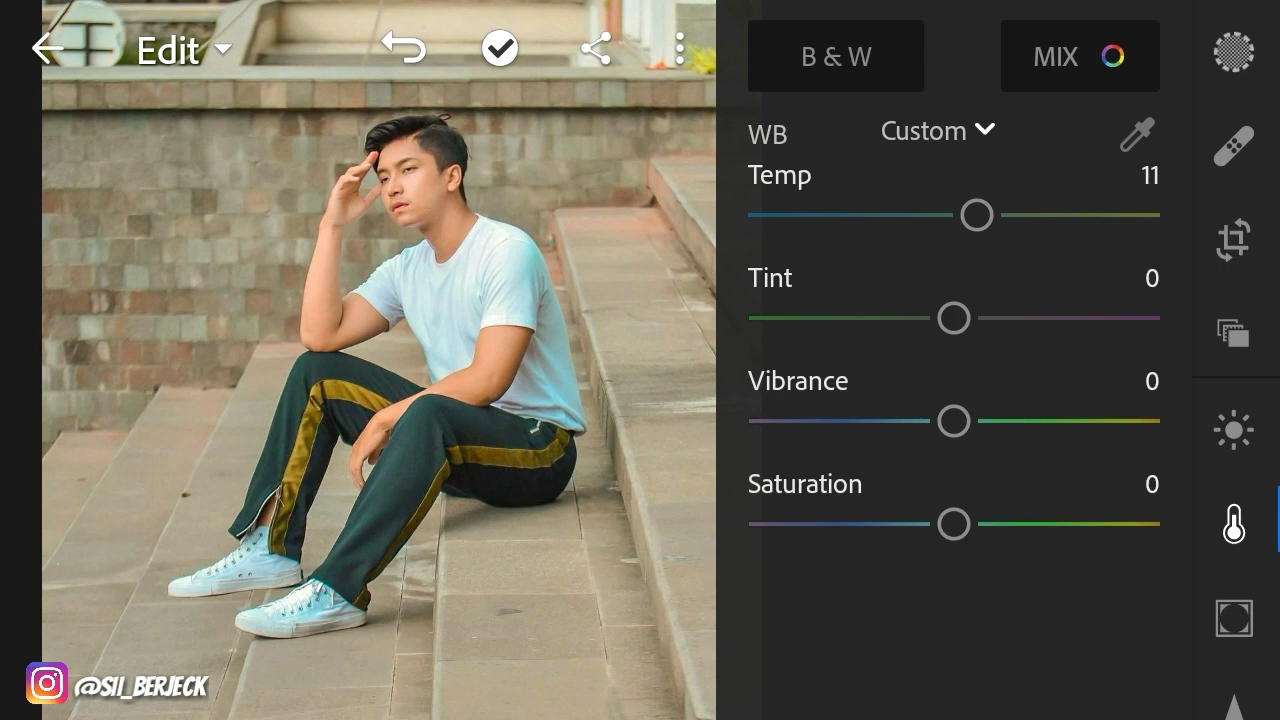 Edit
B & W
MIX
WB
Custom
Temp
11
Tint
0
Vibrance
0
Saturation
0
@SII_BERJECK